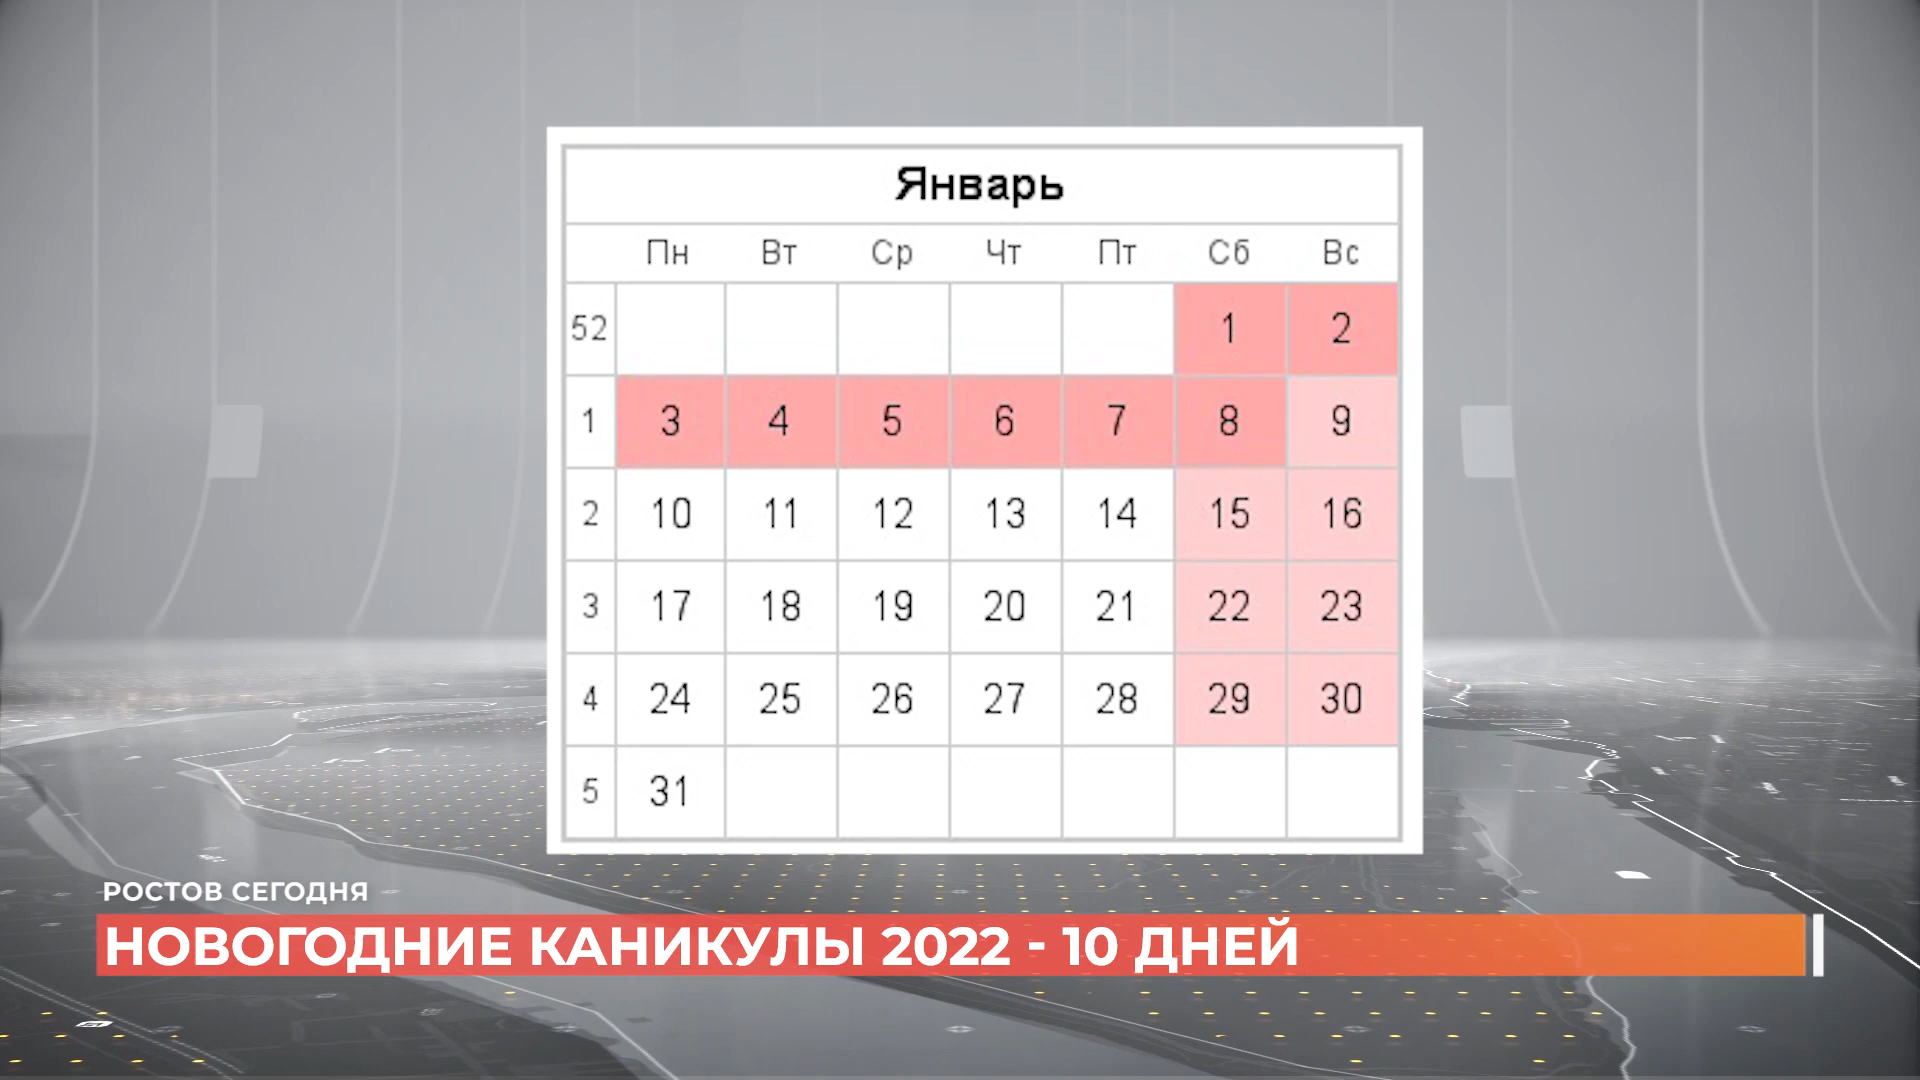 Январь
Пн Вт Ср Чт Пт Сб Вс
52 1 2
1 3 4 5 6 7 8 9
2 10 11 12 13 14 15 16
3 17 18 19 20 21 22 23
4 24 25 26 27 28 29 30
5 31
РОСТОВ СЕГОДНЯ
НОВОГОДНИЕ КАНИКУЛЫ 2022 - 10 ДНЕЙ